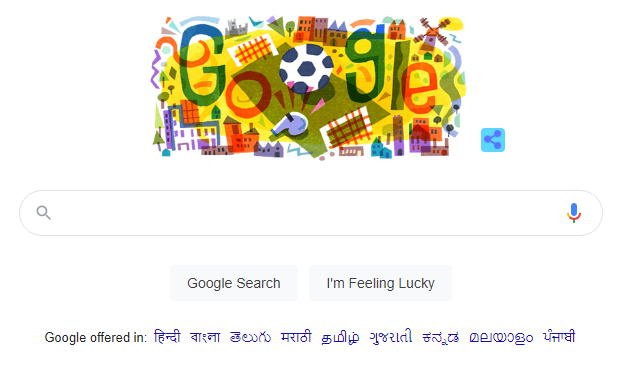 Google
Google Search I'm Feeling Lucky
Google offered in: हिन्दी বাংলা తెలుగు मराठी தமிழ் ગુજરાતી ಕನ್ನಡ മലയാളം ਪੰਜਾਬੀ